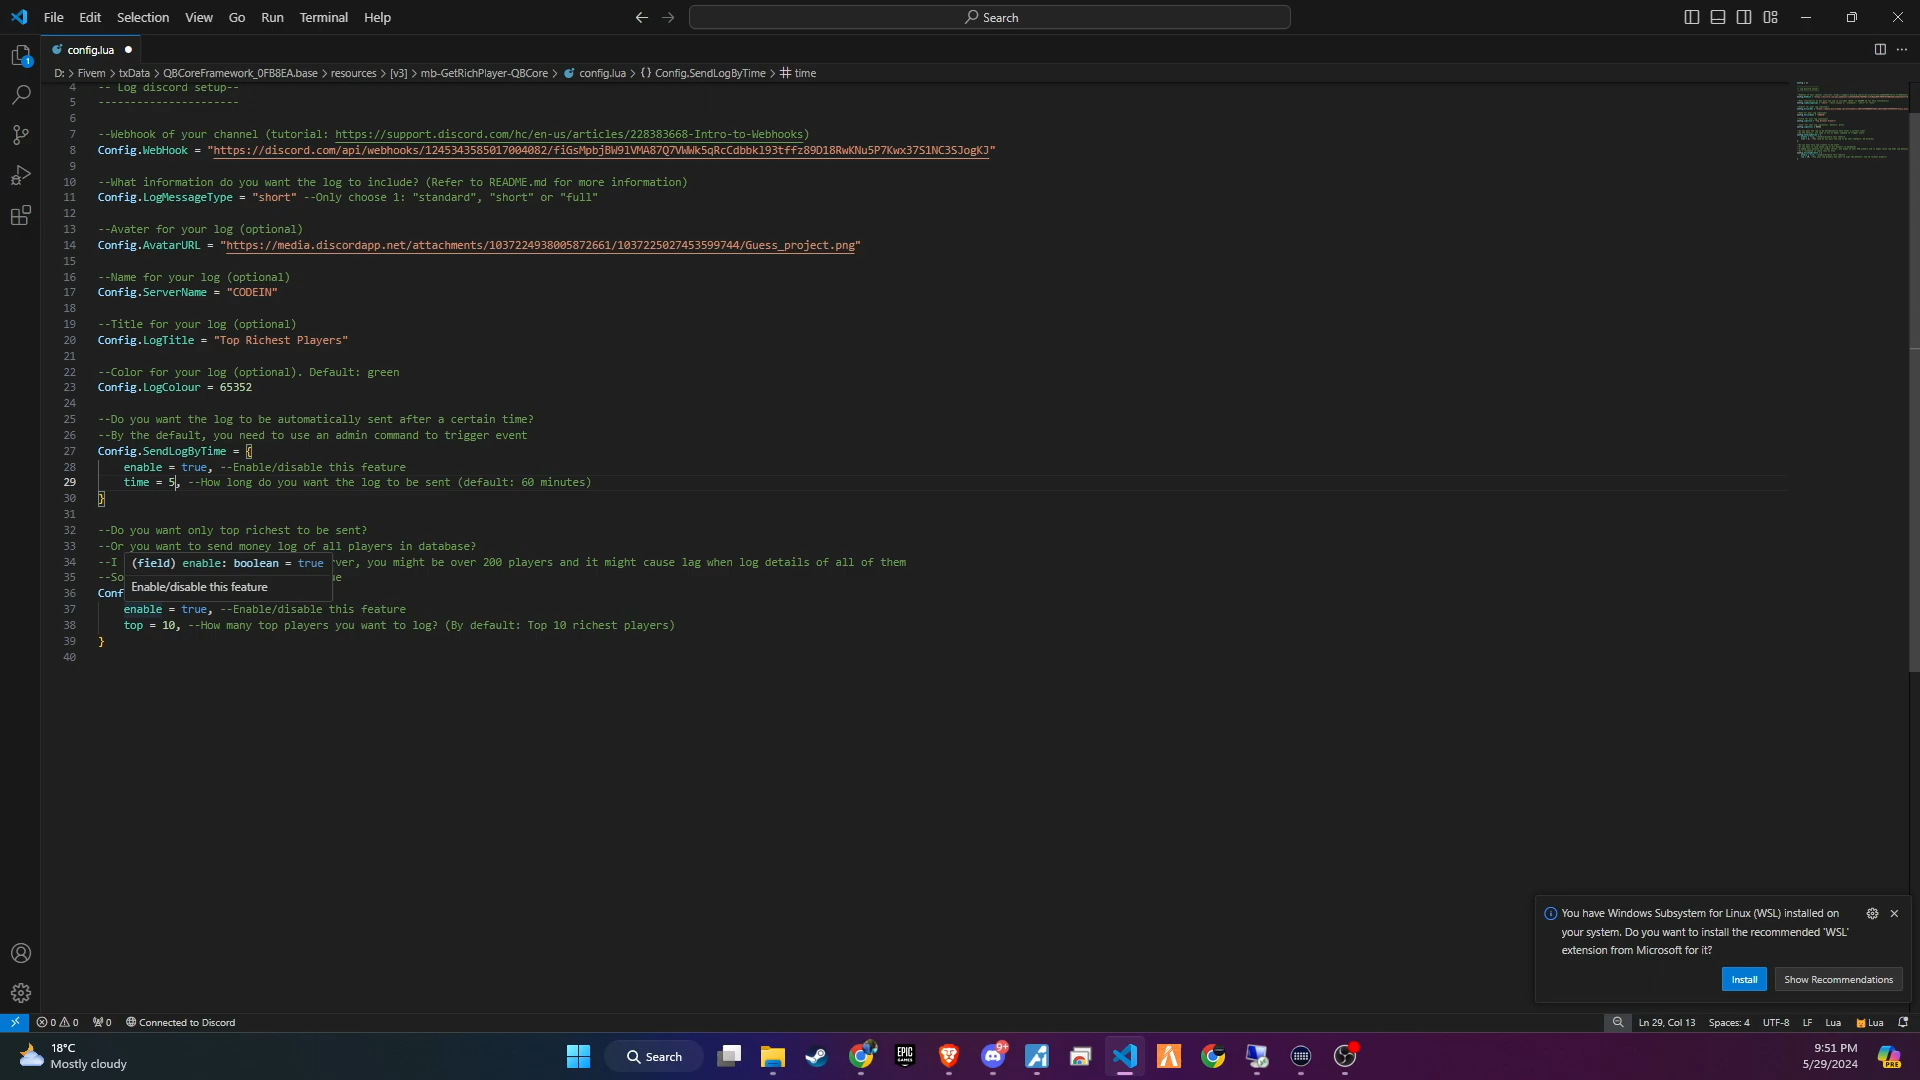 File Edit Selection View Go Run Terminal Help
Search
config.lua
D: > Fivem > txData > QBCoreFramework_0FB8EA.base > resources > [v3] > mb-GetRichPlayer-QBCore > config.lua > {} Config.SendLogByTime > time
4 -- Log discord setup--
5 ----------------------
6
7 --Webhook of your channel (tutorial: https://support.discord.com/hc/en-us/articles/228383668-Intro-to-Webhooks)
8 Config.WebHook = "https://discord.com/api/webhooks/1245343585017004082/fiGsMpbjBW9lVMA87Q7VWWk5qRcCdbbkl93tffz89D18RwKNu5P7Kwx37S1NC3SJogKJ"
9
10 --What information do you want the log to include? (Refer to README.md for more information)
11 Config.LogMessageType = "short" --Only choose 1: "standard", "short" or "full"
12
13 --Avater for your log (optional)
14 Config.AvatarURL = "https://media.discordapp.net/attachments/1037224938005872661/1037225027453599744/Guess_project.png"
15
16 --Name for your log (optional)
17 Config.ServerName = "CODEIN"
18
19 --Title for your log (optional)
20 Config.LogTitle = "Top Richest Players"
21
22 --Color for your log (optional). Default: green
23 Config.LogColour = 65352
24
25 --Do you want the log to be automatically sent after a certain time?
26 --By the default, you need to use an admin command to trigger event
27 Config.SendLogByTime = {
28 enable = true, --Enable/disable this feature
29 time = 5, --How long do you want the log to be sent (default: 60 minutes)
30 }
31
32 --Do you want only top richest to be sent?
33 --Or you want to send money log of all players in database?
34 --I rver, you might be over 200 players and it might cause lag when log details of all of them
(field) enable: boolean = true
35 --So ue
Enable/disable this feature
36 Conf
37 enable = true, --Enable/disable this feature
38 top = 10, --How many top players you want to log? (By default: Top 10 richest players)
39 }
40
You have Windows Subsystem for Linux (WSL) installed on
your system. Do you want to install the recommended 'WSL'
extension from Microsoft for it?
Install Show Recommendations
0 0 0 Connected to Discord
Ln 29, Col 13 Spaces: 4 UTF-8 LF Lua Lua
18°C
Mostly cloudy
Search
EPIC GAMES
9+
9:51 PM
5/29/2024
PRE